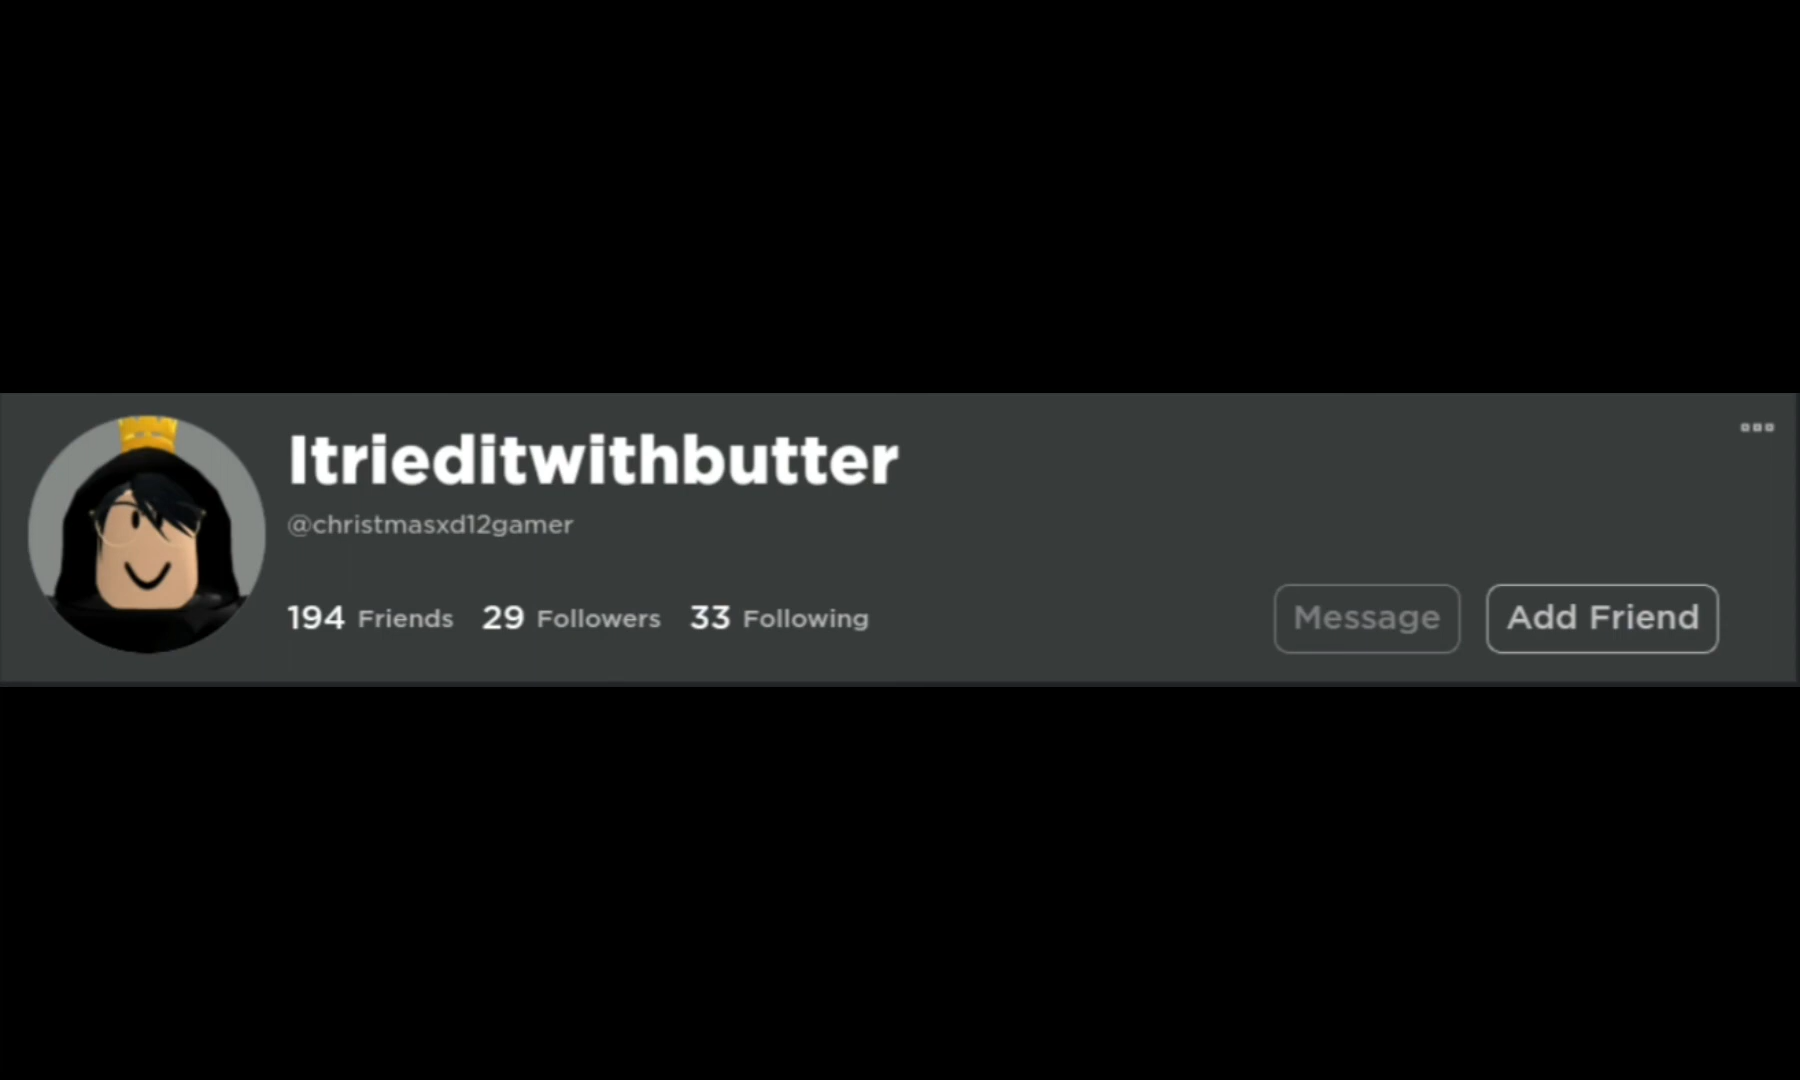 Itrieditwithbutter
@christmasxd12gamer
194 Friends 29 Followers 33 Following
Message Add Friend